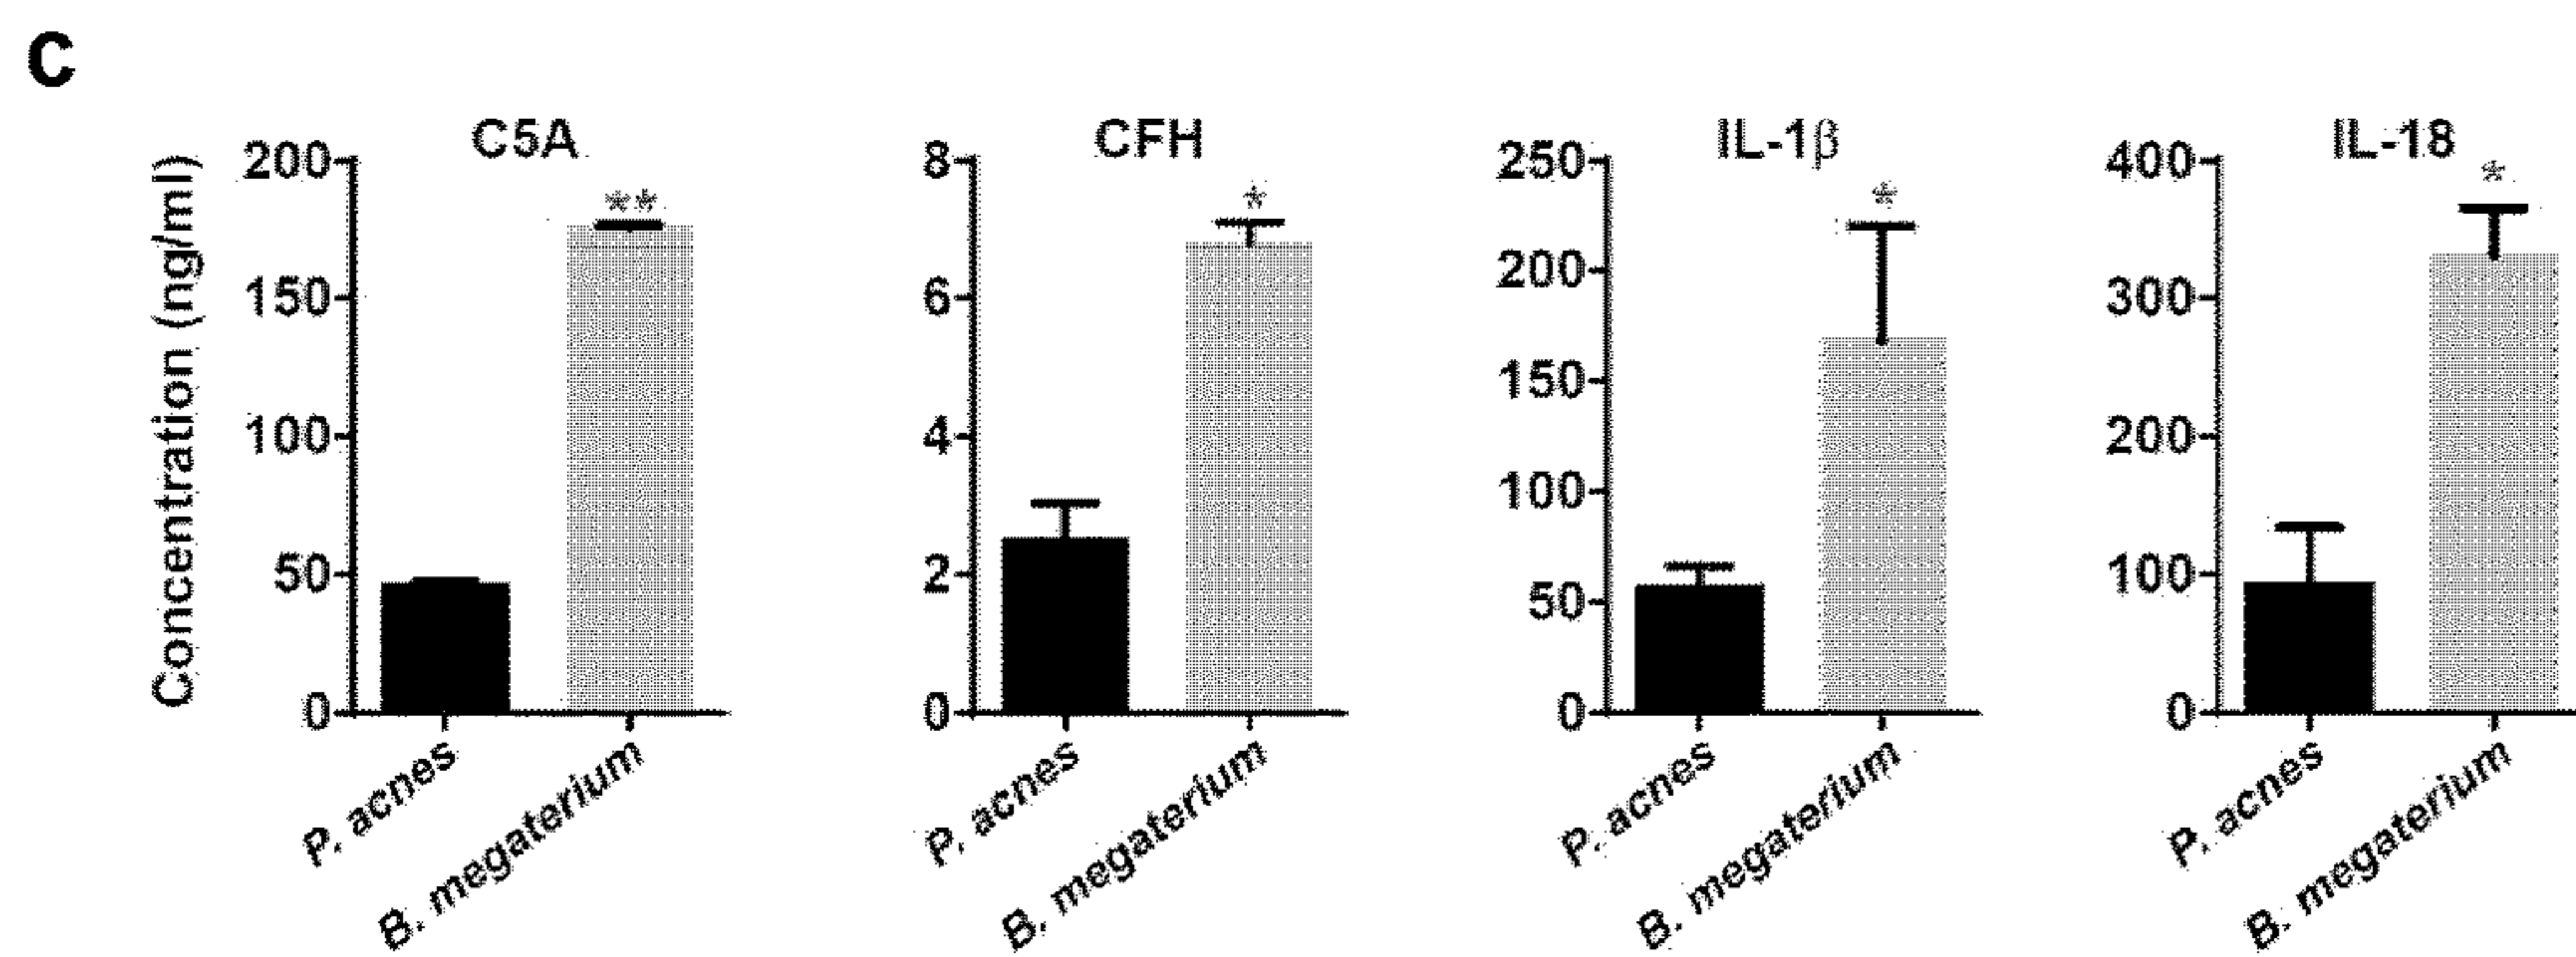 C
C5A
CFH
IL-1β
IL-18
Concentration (ng/ml)
200
150
100
50
0
**
P. acnes
B. megaterium
8
6
4
2
0
*
P. acnes
B. megaterium
250
200
150
100
50
0
*
P. acnes
B. megaterium
400
300
200
100
0
*
P. acnes
B. megaterium